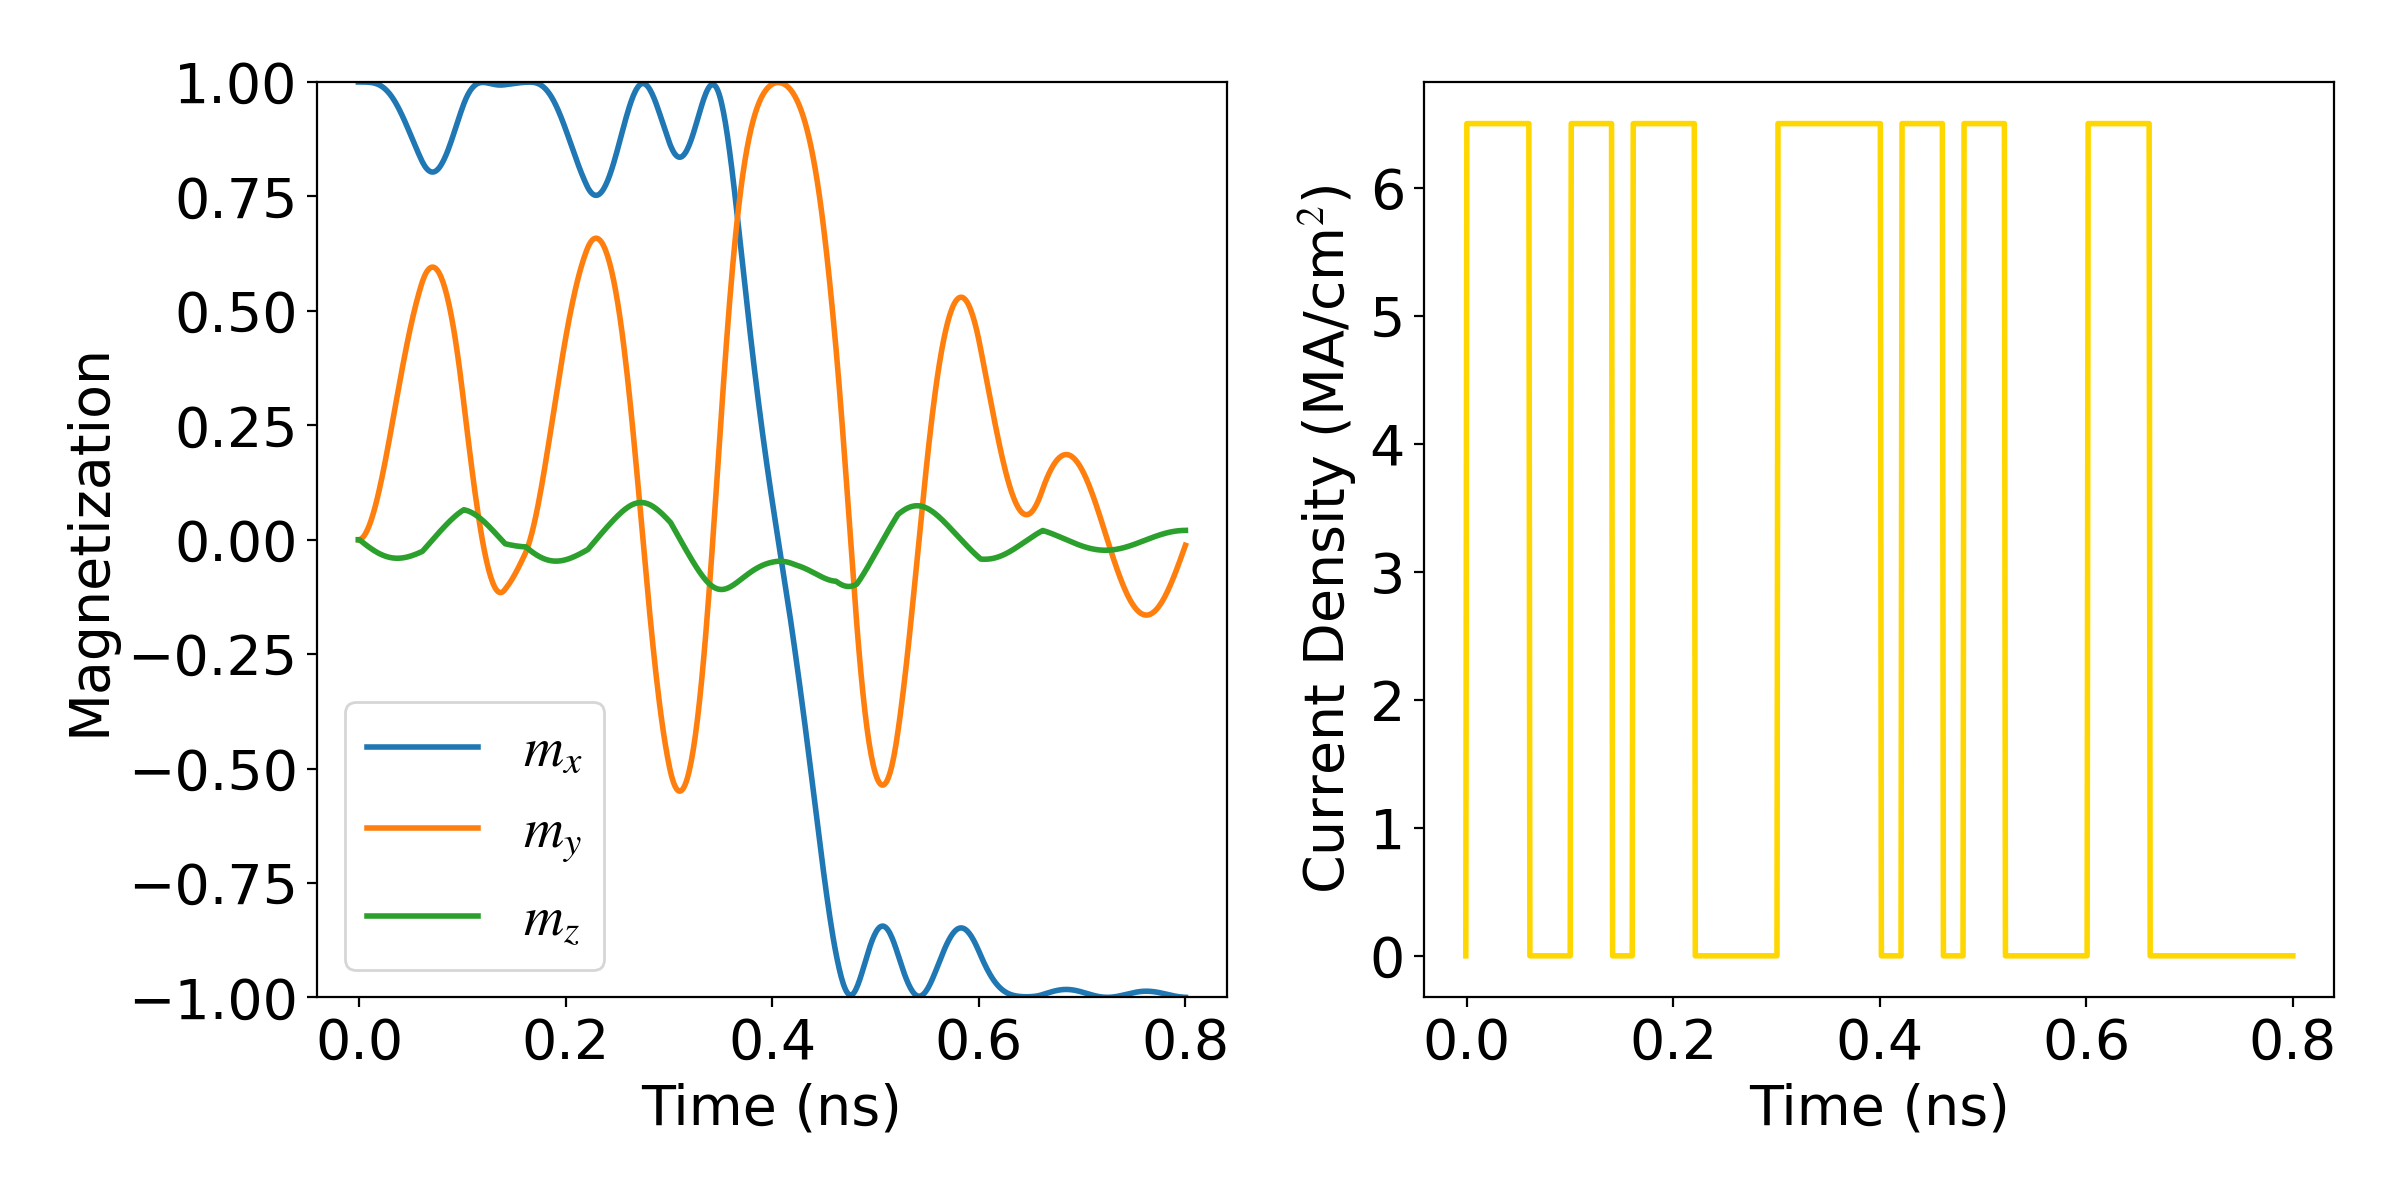 Magnetization
1.00
0.75
0.50
0.25
0.00
−0.25
−0.50
−0.75
−1.00
m_x
m_y
m_z
0.0 0.2 0.4 0.6 0.8
Time (ns)
Current Density (MA/cm²)
6
5
4
3
2
1
0
0.0 0.2 0.4 0.6 0.8
Time (ns)